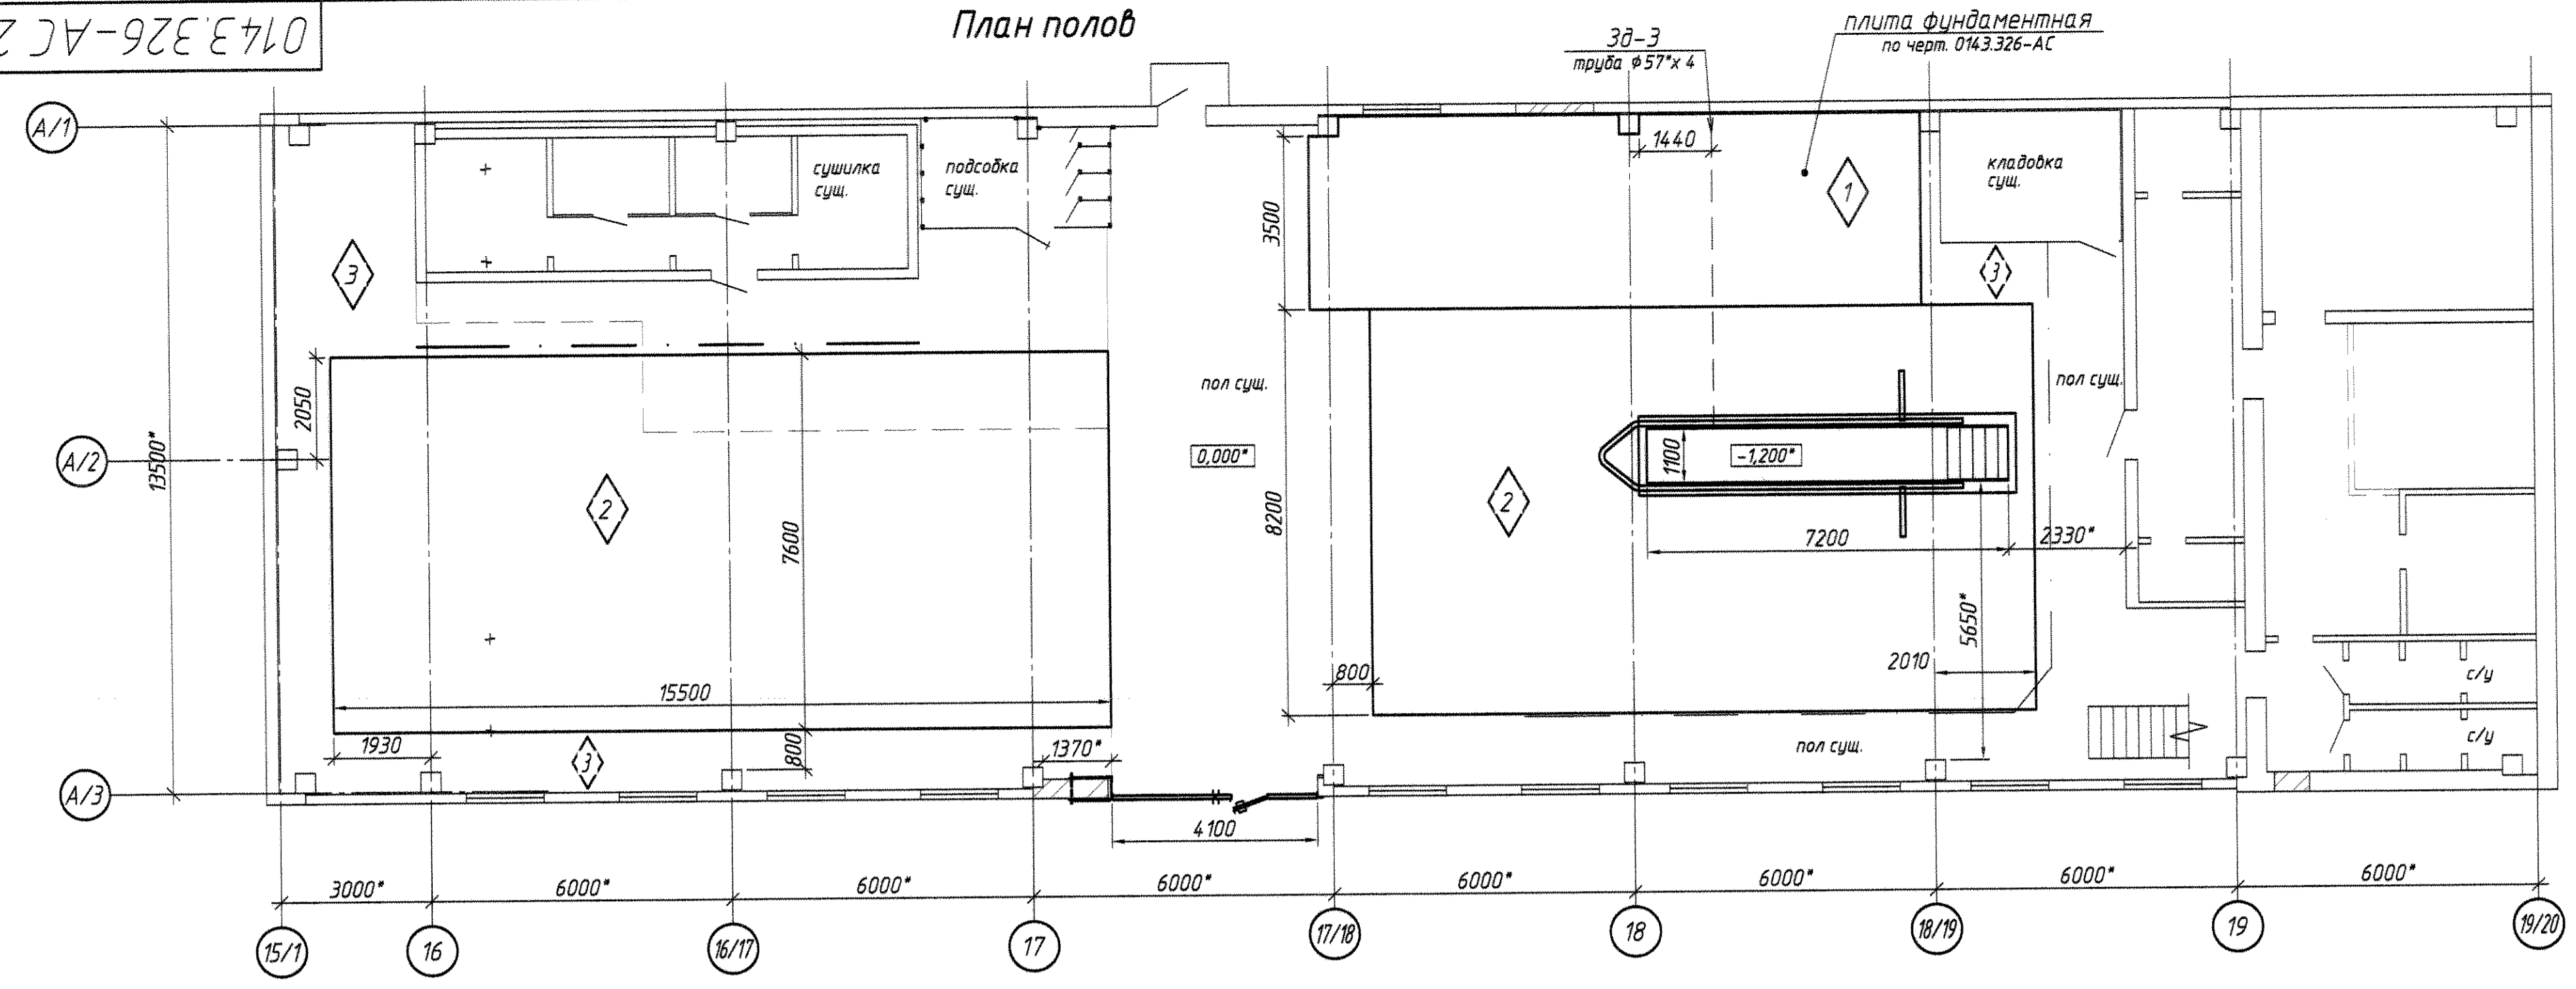 0143.326-АС 2
План полов
Зд-3
труба ф57*х 4
плита фундаментная
по черт. 0143.326-АС
А/1
А/2
А/3
1440
сушилка
сущ.
подсобка
сущ.
кладовка
сущ.
1
3
3
3500
2050
13500*
пол сущ.
пол сущ.
0,000*
1100
-1,200*
2
2
7600
8200
7200
2330*
5650*
2010
800
15500
1930
3
800
1370*
пол сущ.
с/у
с/у
4100
3000*
6000*
6000*
6000*
6000*
6000*
6000*
6000*
15/1
16
16/17
17
17/18
18
18/19
19
19/20